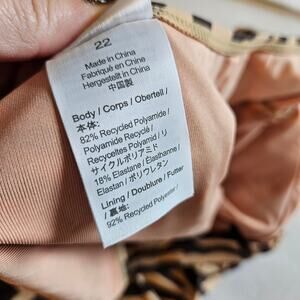 22
Made in China
Fabriqué en Chine
Hergestellt in China
中国製
Body / Corps / Oberteil /
本体:
82% Recycled Polyamide /
Polyamide Recyclé /
Recyceltes Polyamid / リ
サイクルポリアミド
18% Elastane / Élasthanne /
Elastan / ポリウレタン
Lining / Doublure / Futter
/ 裏地:
92% Recycled Polyester /